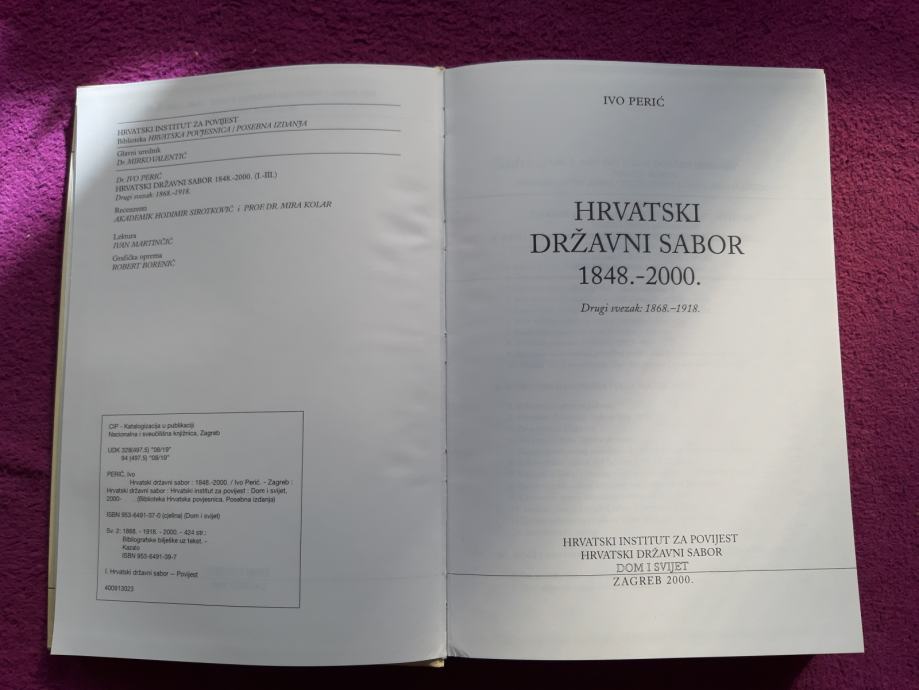 HRVATSKI INSTITUT ZA POVIJEST
Biblioteka HRVATSKA POVJESNICA / POSEBNA IZDANJA
Glavni urednik
Dr. MIRKO VALENTIĆ
Dr. IVO PERIĆ
HRVATSKI DRŽAVNI SABOR 1848.-2000. (I.-III.)
Drugi svezak: 1868.-1918.
Recenzenti
AKADEMIK HODIMIR SIROTKOVIĆ i PROF. DR. MIRA KOLAR
Lektura
IVAN MARTINČIĆ
Grafička oprema
ROBERT BORENIĆ
CIP - Katalogizacija u publikaciji
Nacionalna i sveučilišna knjižnica, Zagreb
UDK 328(497.5) "08/19"
94 (497.5) "08/19"
PERIĆ, Ivo
Hrvatski državni sabor : 1848.-2000. / Ivo Perić. - Zagreb :
Hrvatski državni sabor : Hrvatski institut za povijest : Dom i svijet,
2000- . (Biblioteka Hrvatska povjesnica, Posebna izdanja)
ISBN 953-6491-37-0 (cjelina) (Dom i svijet)
Sv. 2: 1868. - 1918. - 2000. - 424 str.;
Bibliografske bilješke uz tekst. -
Kazalo
ISBN 953-6491-39-7
I. Hrvatski državni sabor -- Povijest
400913023
IVO PERIĆ
HRVATSKI
DRŽAVNI SABOR
1848.-2000.
Drugi svezak: 1868.-1918.
HRVATSKI INSTITUT ZA POVIJEST
HRVATSKI DRŽAVNI SABOR
DOM I SVIJET
ZAGREB 2000.